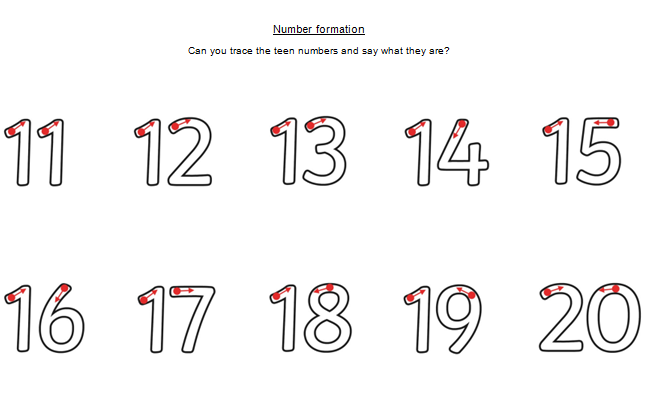 Number formation
Can you trace the teen numbers and say what they are?
11 12 13 14 15
16 17 18 19 20